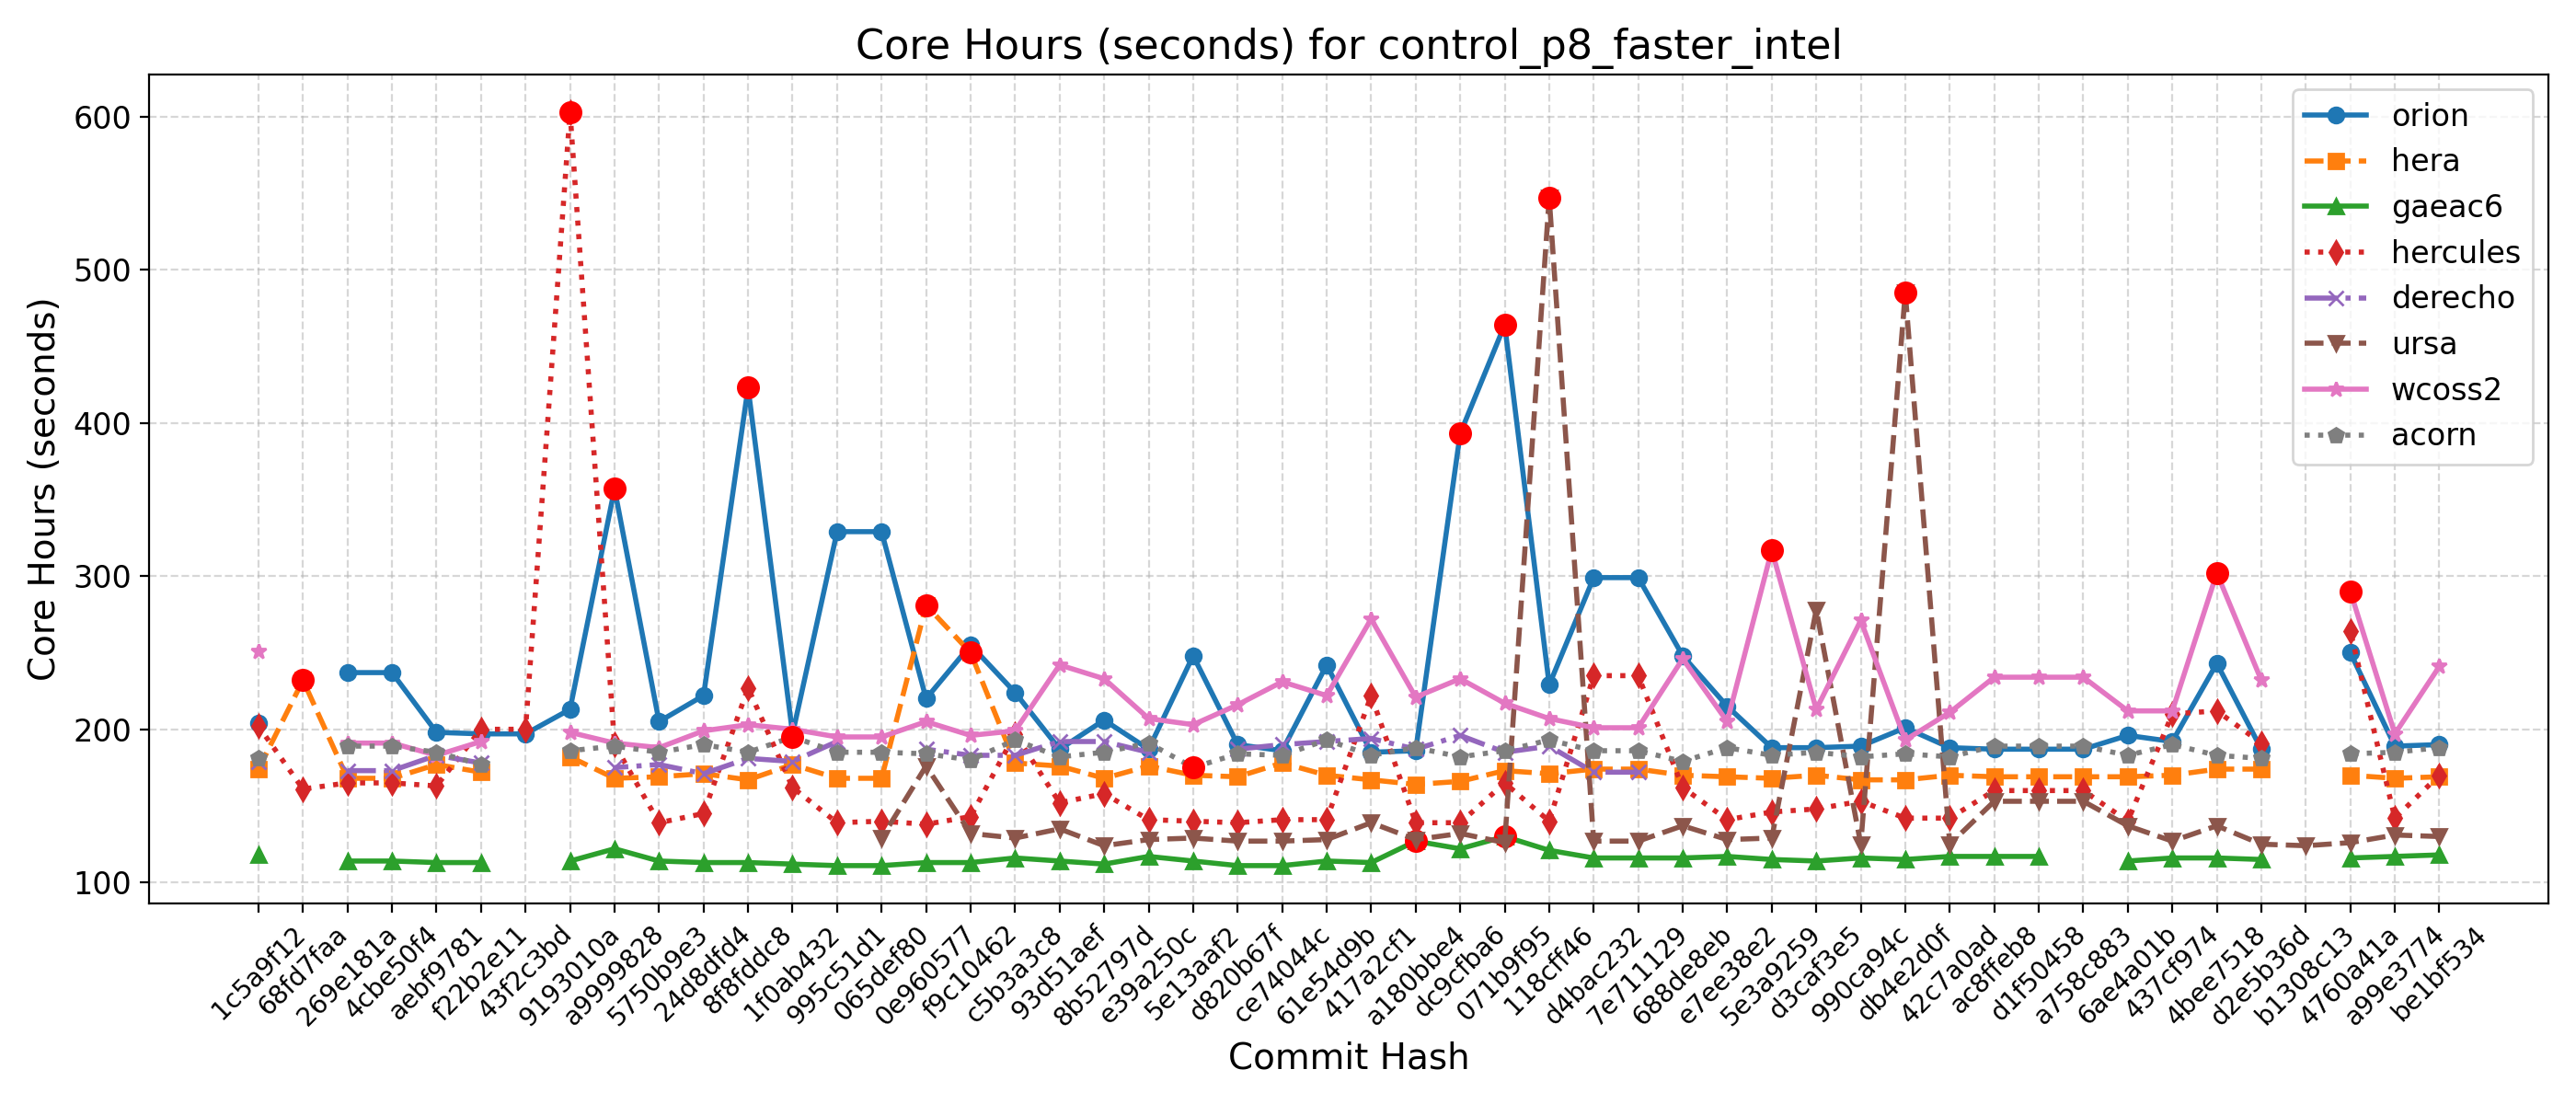 Core Hours (seconds) for control_p8_faster_intel
Core Hours (seconds)
600
500
400
300
200
100
orion
hera
gaeac6
hercules
derecho
ursa
wcoss2
acorn
1c5a9f12
68fd7faa
269e181a
4cbe50f4
aebf9781
f22b2e11
43f2c3bd
9193010a
a9999828
5750b9e3
24d8dfd4
8f8fddc8
1f0ab432
995c51d1
065def80
0e960577
f9c10462
c5b3a3c8
93d51aef
8b52797d
e39a250c
5e13aaf2
d820b67f
ce74044c
61e54d9b
417a2cf1
a180bbe4
dc9cfba6
071b9f95
118cff46
d4bac232
7e711129
688de8eb
e7ee38e2
5e3a9259
d3caf3e5
990ca94c
db4e2d0f
42c7a0ad
ac8ffeb8
d1f50458
a758c883
6ae4a01b
437cf974
4bee7518
d2e5b36d
b1308c13
4760a41a
a99e3774
be1bf534
Commit Hash